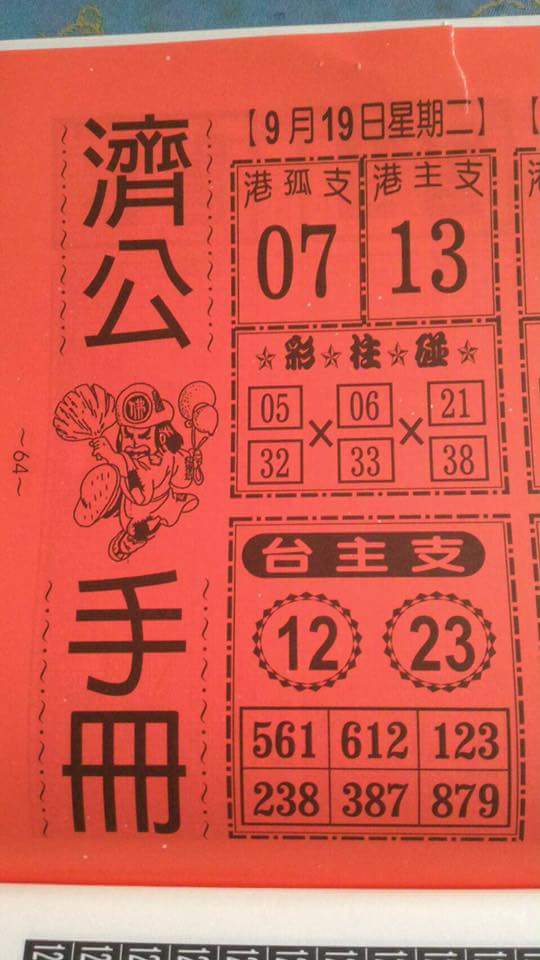 濟公手冊
~64~
【9月19日星期二】
港孤支 港主支
07 13
☆彩☆柱☆碰☆
05 06 21
× ×
32 33 38
台主支
12 23
561 612 123
238 387 879